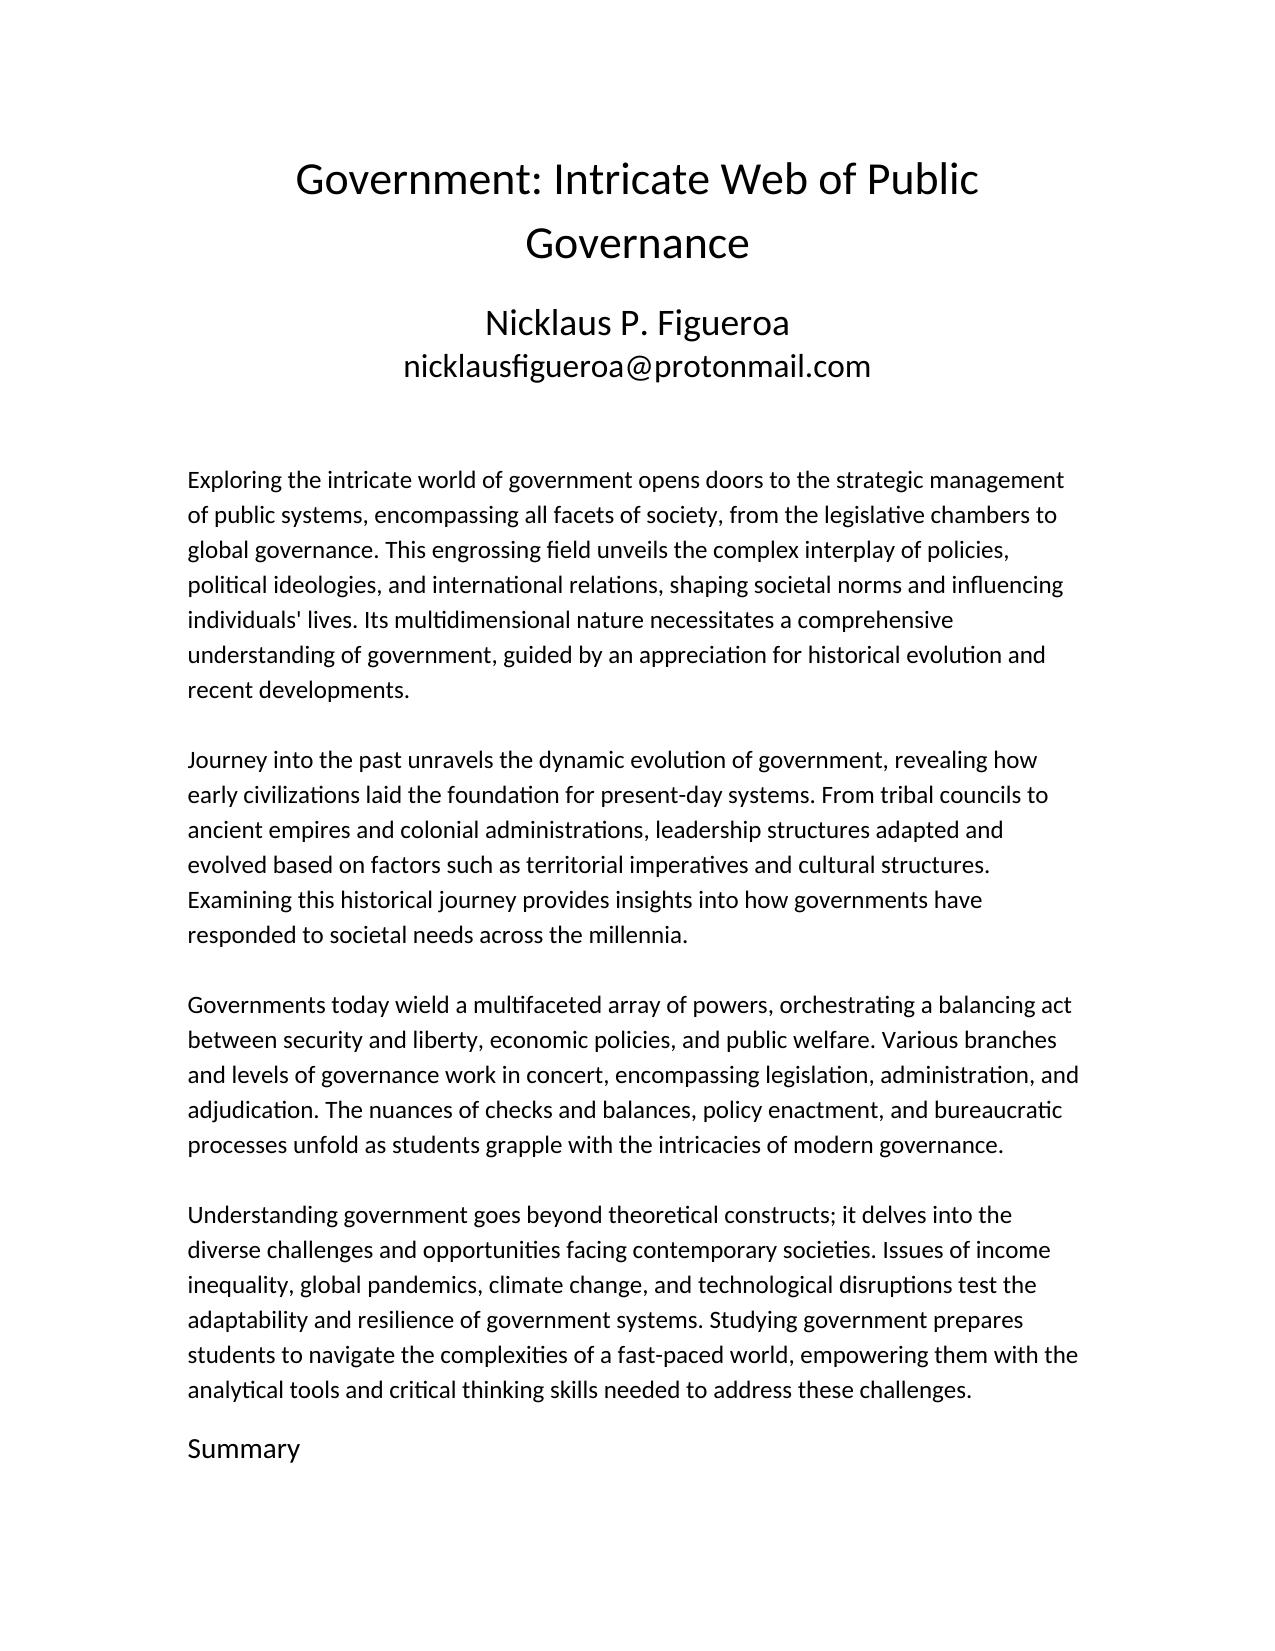 Government: Intricate Web of Public
Governance
Nicklaus P. Figueroa
nicklausfigueroa@protonmail.com
Exploring the intricate world of government opens doors to the strategic management
of public systems, encompassing all facets of society, from the legislative chambers to
global governance. This engrossing field unveils the complex interplay of policies,
political ideologies, and international relations, shaping societal norms and influencing
individuals' lives. Its multidimensional nature necessitates a comprehensive
understanding of government, guided by an appreciation for historical evolution and
recent developments.
Journey into the past unravels the dynamic evolution of government, revealing how
early civilizations laid the foundation for present-day systems. From tribal councils to
ancient empires and colonial administrations, leadership structures adapted and
evolved based on factors such as territorial imperatives and cultural structures.
Examining this historical journey provides insights into how governments have
responded to societal needs across the millennia.
Governments today wield a multifaceted array of powers, orchestrating a balancing act
between security and liberty, economic policies, and public welfare. Various branches
and levels of governance work in concert, encompassing legislation, administration, and
adjudication. The nuances of checks and balances, policy enactment, and bureaucratic
processes unfold as students grapple with the intricacies of modern governance.
Understanding government goes beyond theoretical constructs; it delves into the
diverse challenges and opportunities facing contemporary societies. Issues of income
inequality, global pandemics, climate change, and technological disruptions test the
adaptability and resilience of government systems. Studying government prepares
students to navigate the complexities of a fast-paced world, empowering them with the
analytical tools and critical thinking skills needed to address these challenges.
Summary